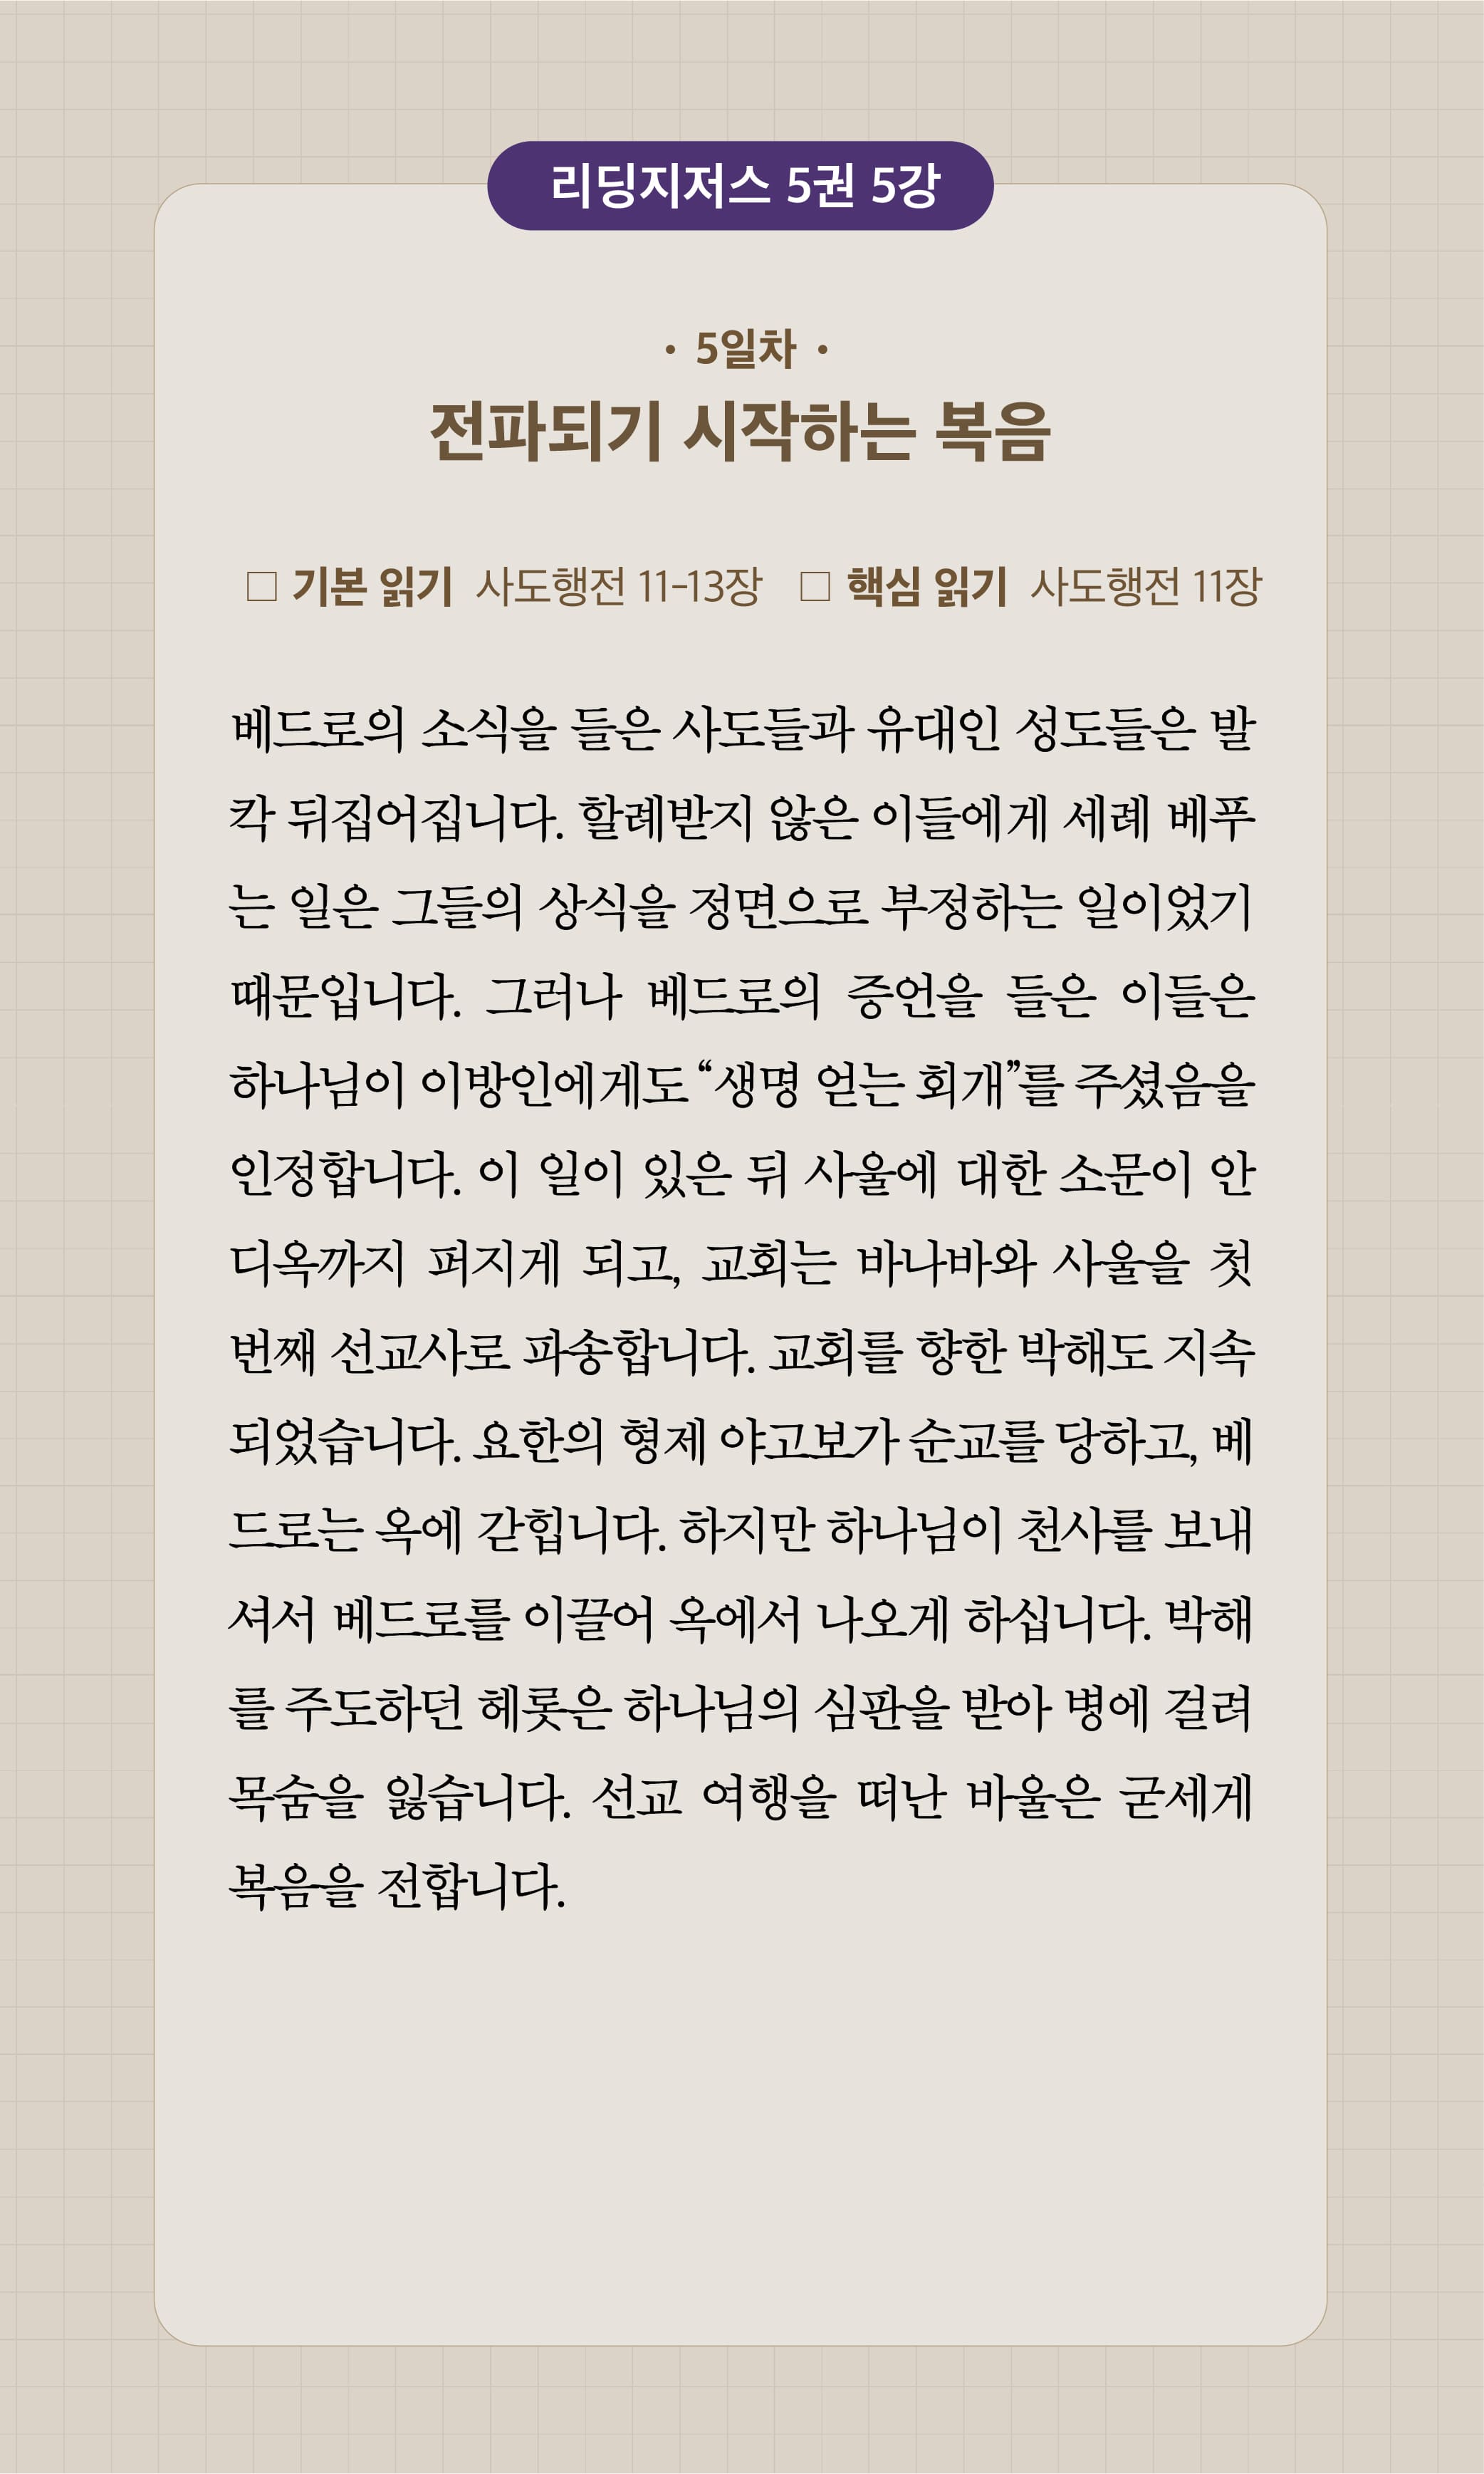 리딩지저스 5권 5강
· 5일차 ·
전파되기 시작하는 복음
□ 기본 읽기 사도행전 11-13장 □ 핵심 읽기 사도행전 11장
베드로의 소식을 들은 사도들과 유대인 성도들은 발
칵 뒤집어집니다. 할례받지 않은 이들에게 세례 베푸
는 일은 그들의 상식을 정면으로 부정하는 일이었기
때문입니다. 그러나 베드로의 증언을 들은 이들은
하나님이 이방인에게도 “생명 얻는 회개”를 주셨음을
인정합니다. 이 일이 있은 뒤 사울에 대한 소문이 안
디옥까지 퍼지게 되고, 교회는 바나바와 사울을 첫
번째 선교사로 파송합니다. 교회를 향한 박해도 지속
되었습니다. 요한의 형제 야고보가 순교를 당하고, 베
드로는 옥에 갇힙니다. 하지만 하나님이 천사를 보내
셔서 베드로를 이끌어 옥에서 나오게 하십니다. 박해
를 주도하던 헤롯은 하나님의 심판을 받아 병에 걸려
목숨을 잃습니다. 선교 여행을 떠난 바울은 굳세게
복음을 전합니다.